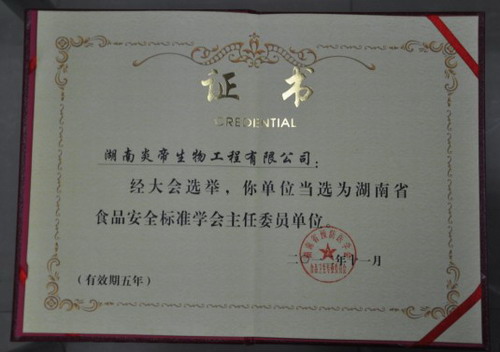 证书
CREDENTIAL
湖南炎帝生物工程有限公司：
经大会选举，你单位当选为湖南省
食品安全标准学会主任委员单位。
二 年十一月
（有效期五年）